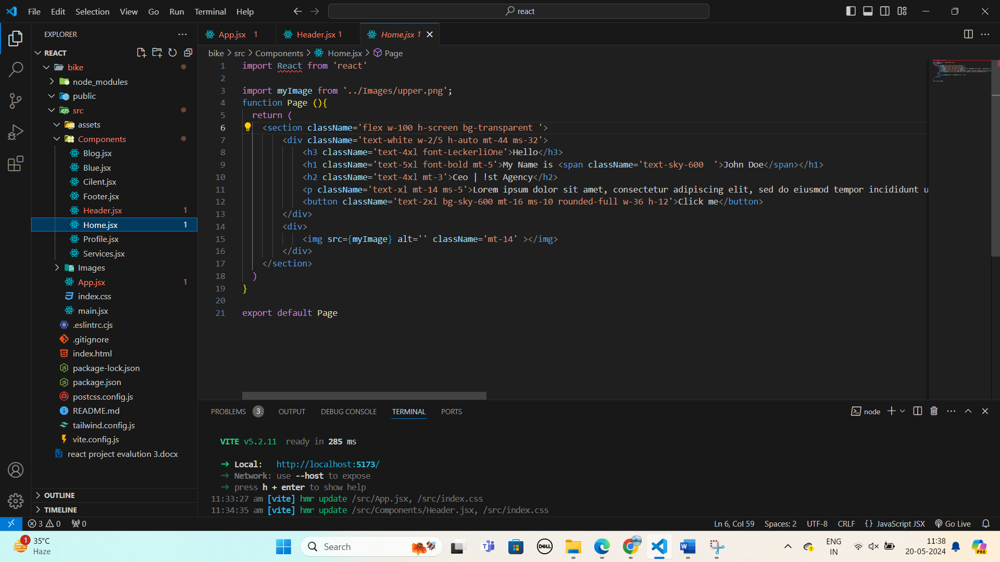 File Edit Selection View Go Run Terminal Help
react
EXPLORER
REACT
bike
node_modules
public
src
assets
Components
Blog.jsx
Blue.jsx
Cilent.jsx
Footer.jsx
Header.jsx 1
Home.jsx 1
Profile.jsx
Services.jsx
Images
App.jsx 1
index.css
main.jsx
.eslintrc.cjs
.gitignore
index.html
package-lock.json
package.json
postcss.config.js
README.md
tailwind.config.js
vite.config.js
react project evalution 3.docx
OUTLINE
TIMELINE
App.jsx 1 Header.jsx 1 Home.jsx 1
bike > src > Components > Home.jsx > Page
1 import React from 'react'
2
3 import myImage from '../Images/upper.png';
4 function Page (){
5 return (
6 <section className='flex w-100 h-screen bg-transparent '>
7 <div className='text-white w-2/5 h-auto mt-44 ms-32'>
8 <h3 className='text-4xl font-LeckerliOne'>Hello</h3>
9 <h1 className='text-5xl font-bold mt-5'>My Name is <span className='text-sky-600  '>John Doe</span></h1>
10 <h2 className='text-4xl mt-3'>Ceo | !st Agency</h2>
11 <p className='text-xl mt-14 ms-5'>Lorem ipsum dolor sit amet, consectetur adipiscing elit, sed do eiusmod tempor incididunt u
12 <button className='text-2xl bg-sky-600 mt-16 ms-10 rounded-full w-36 h-12'>Click me</button>
13 </div>
14 <div>
15 <img src={myImage} alt='' className='mt-14' ></img>
16 </div>
17 </section>
18 )
19 }
20
21 export default Page
PROBLEMS 3 OUTPUT DEBUG CONSOLE TERMINAL PORTS
node
VITE v5.2.11 ready in 285 ms
➜ Local: http://localhost:5173/
➜ Network: use --host to expose
➜ press h + enter to show help
11:33:27 am [vite] hmr update /src/App.jsx, /src/index.css
11:34:35 am [vite] hmr update /src/Components/Header.jsx, /src/index.css
3 0 0
Ln 6, Col 59 Spaces: 2 UTF-8 CRLF {} JavaScript JSX Go Live
1
35°C
Haze
Search
DELL
PRE
ENG
IN
11:38
20-05-2024